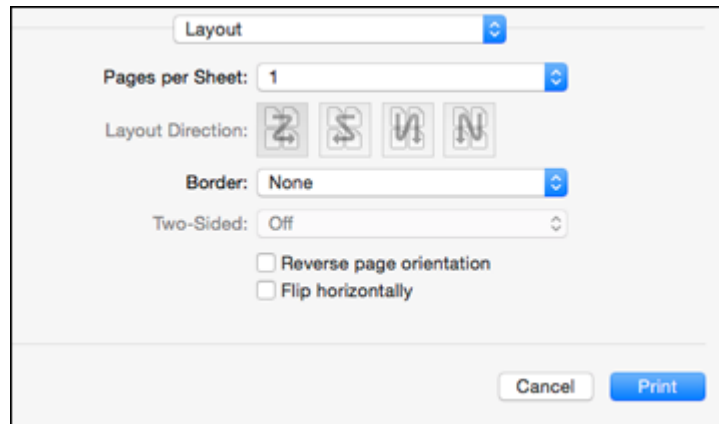 Layout
Pages per Sheet: 1
Layout Direction:
Border: None
Two-Sided: Off
Reverse page orientation
Flip horizontally
Cancel Print